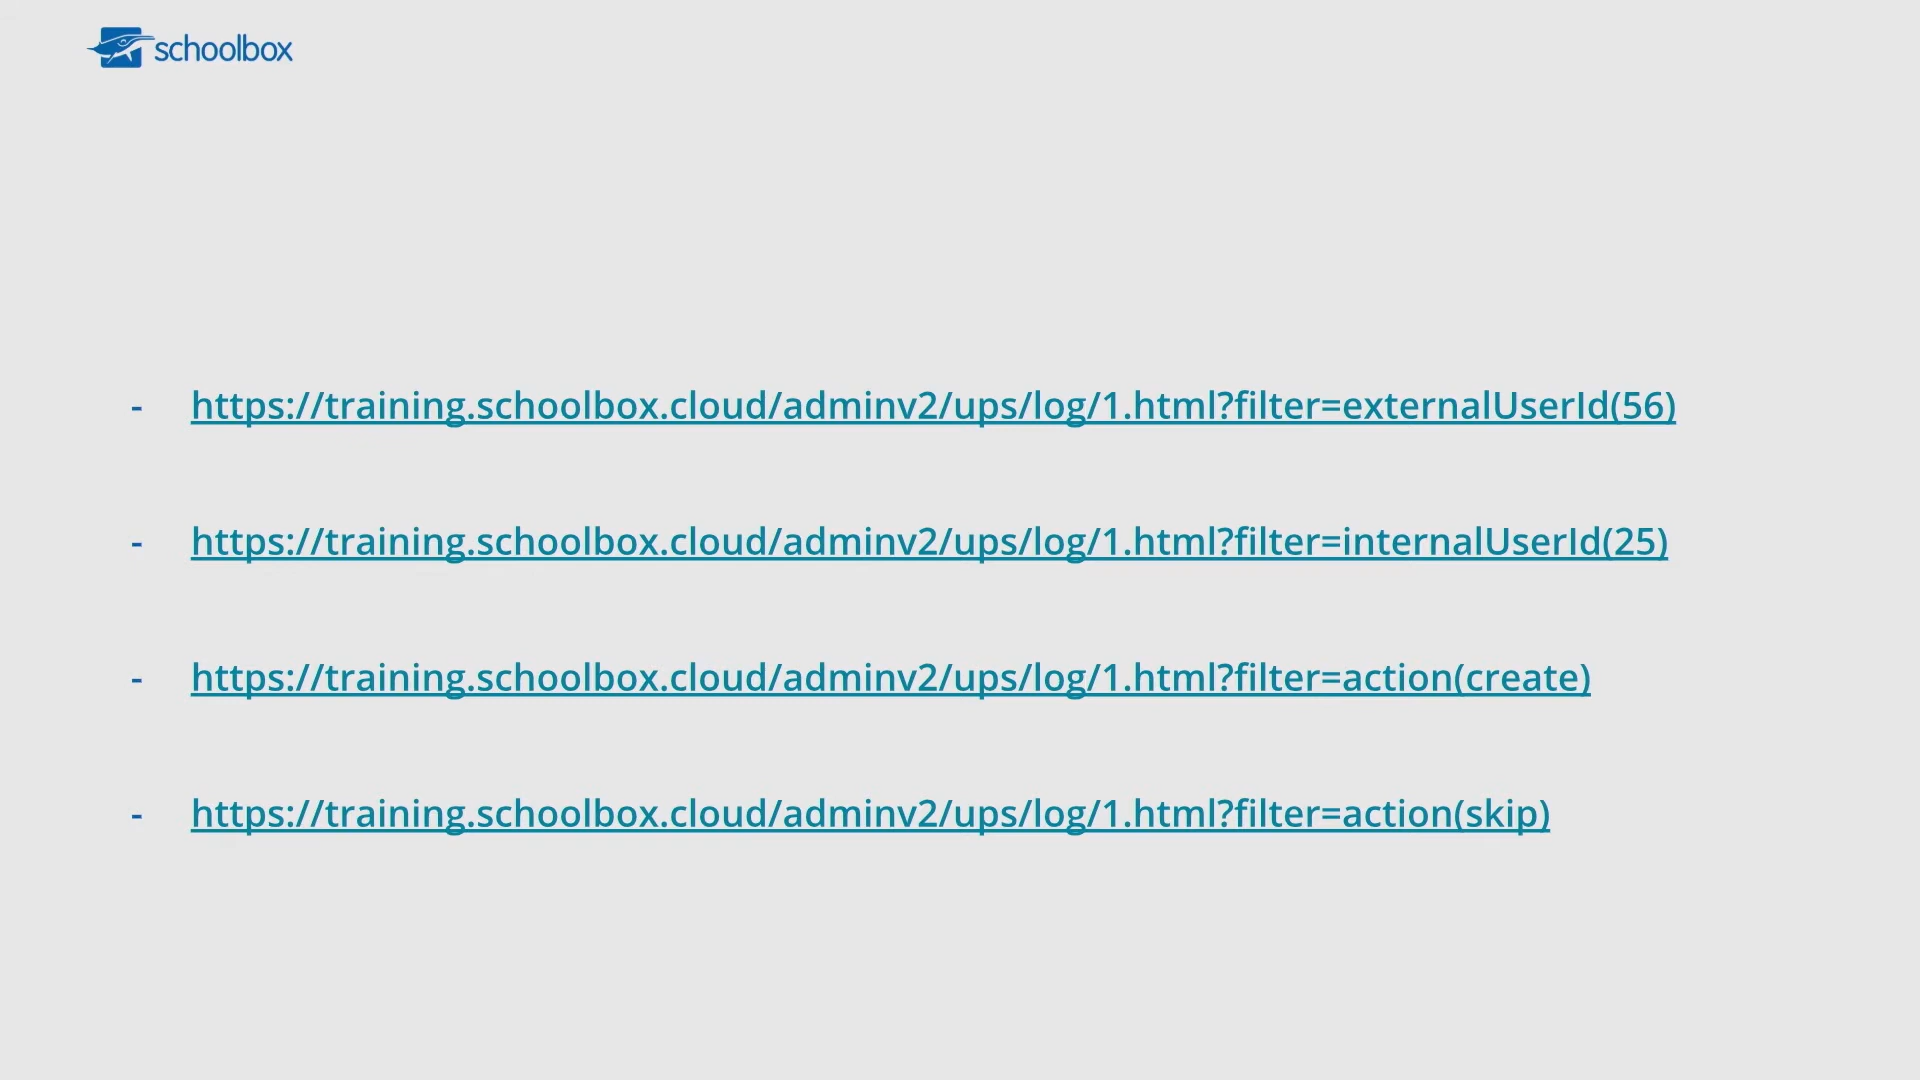 schoolbox
- https://training.schoolbox.cloud/adminv2/ups/log/1.html?filter=externalUserId(56)
- https://training.schoolbox.cloud/adminv2/ups/log/1.html?filter=internalUserId(25)
- https://training.schoolbox.cloud/adminv2/ups/log/1.html?filter=action(create)
- https://training.schoolbox.cloud/adminv2/ups/log/1.html?filter=action(skip)